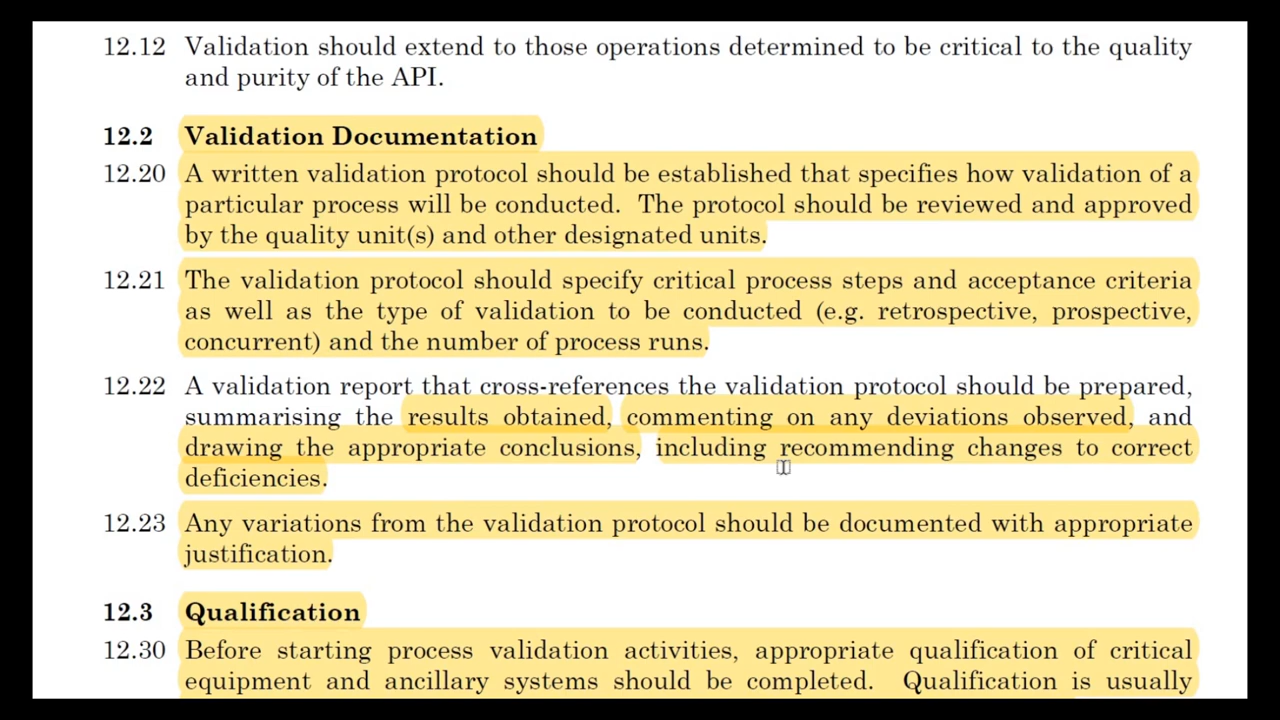 12.12 Validation should extend to those operations determined to be critical to the quality
and purity of the API.
12.2 Validation Documentation
12.20 A written validation protocol should be established that specifies how validation of a
particular process will be conducted. The protocol should be reviewed and approved
by the quality unit(s) and other designated units.
12.21 The validation protocol should specify critical process steps and acceptance criteria
as well as the type of validation to be conducted (e.g. retrospective, prospective,
concurrent) and the number of process runs.
12.22 A validation report that cross-references the validation protocol should be prepared,
summarising the results obtained, commenting on any deviations observed, and
drawing the appropriate conclusions, including recommending changes to correct
deficiencies.
12.23 Any variations from the validation protocol should be documented with appropriate
justification.
12.3 Qualification
12.30 Before starting process validation activities, appropriate qualification of critical
equipment and ancillary systems should be completed. Qualification is usually